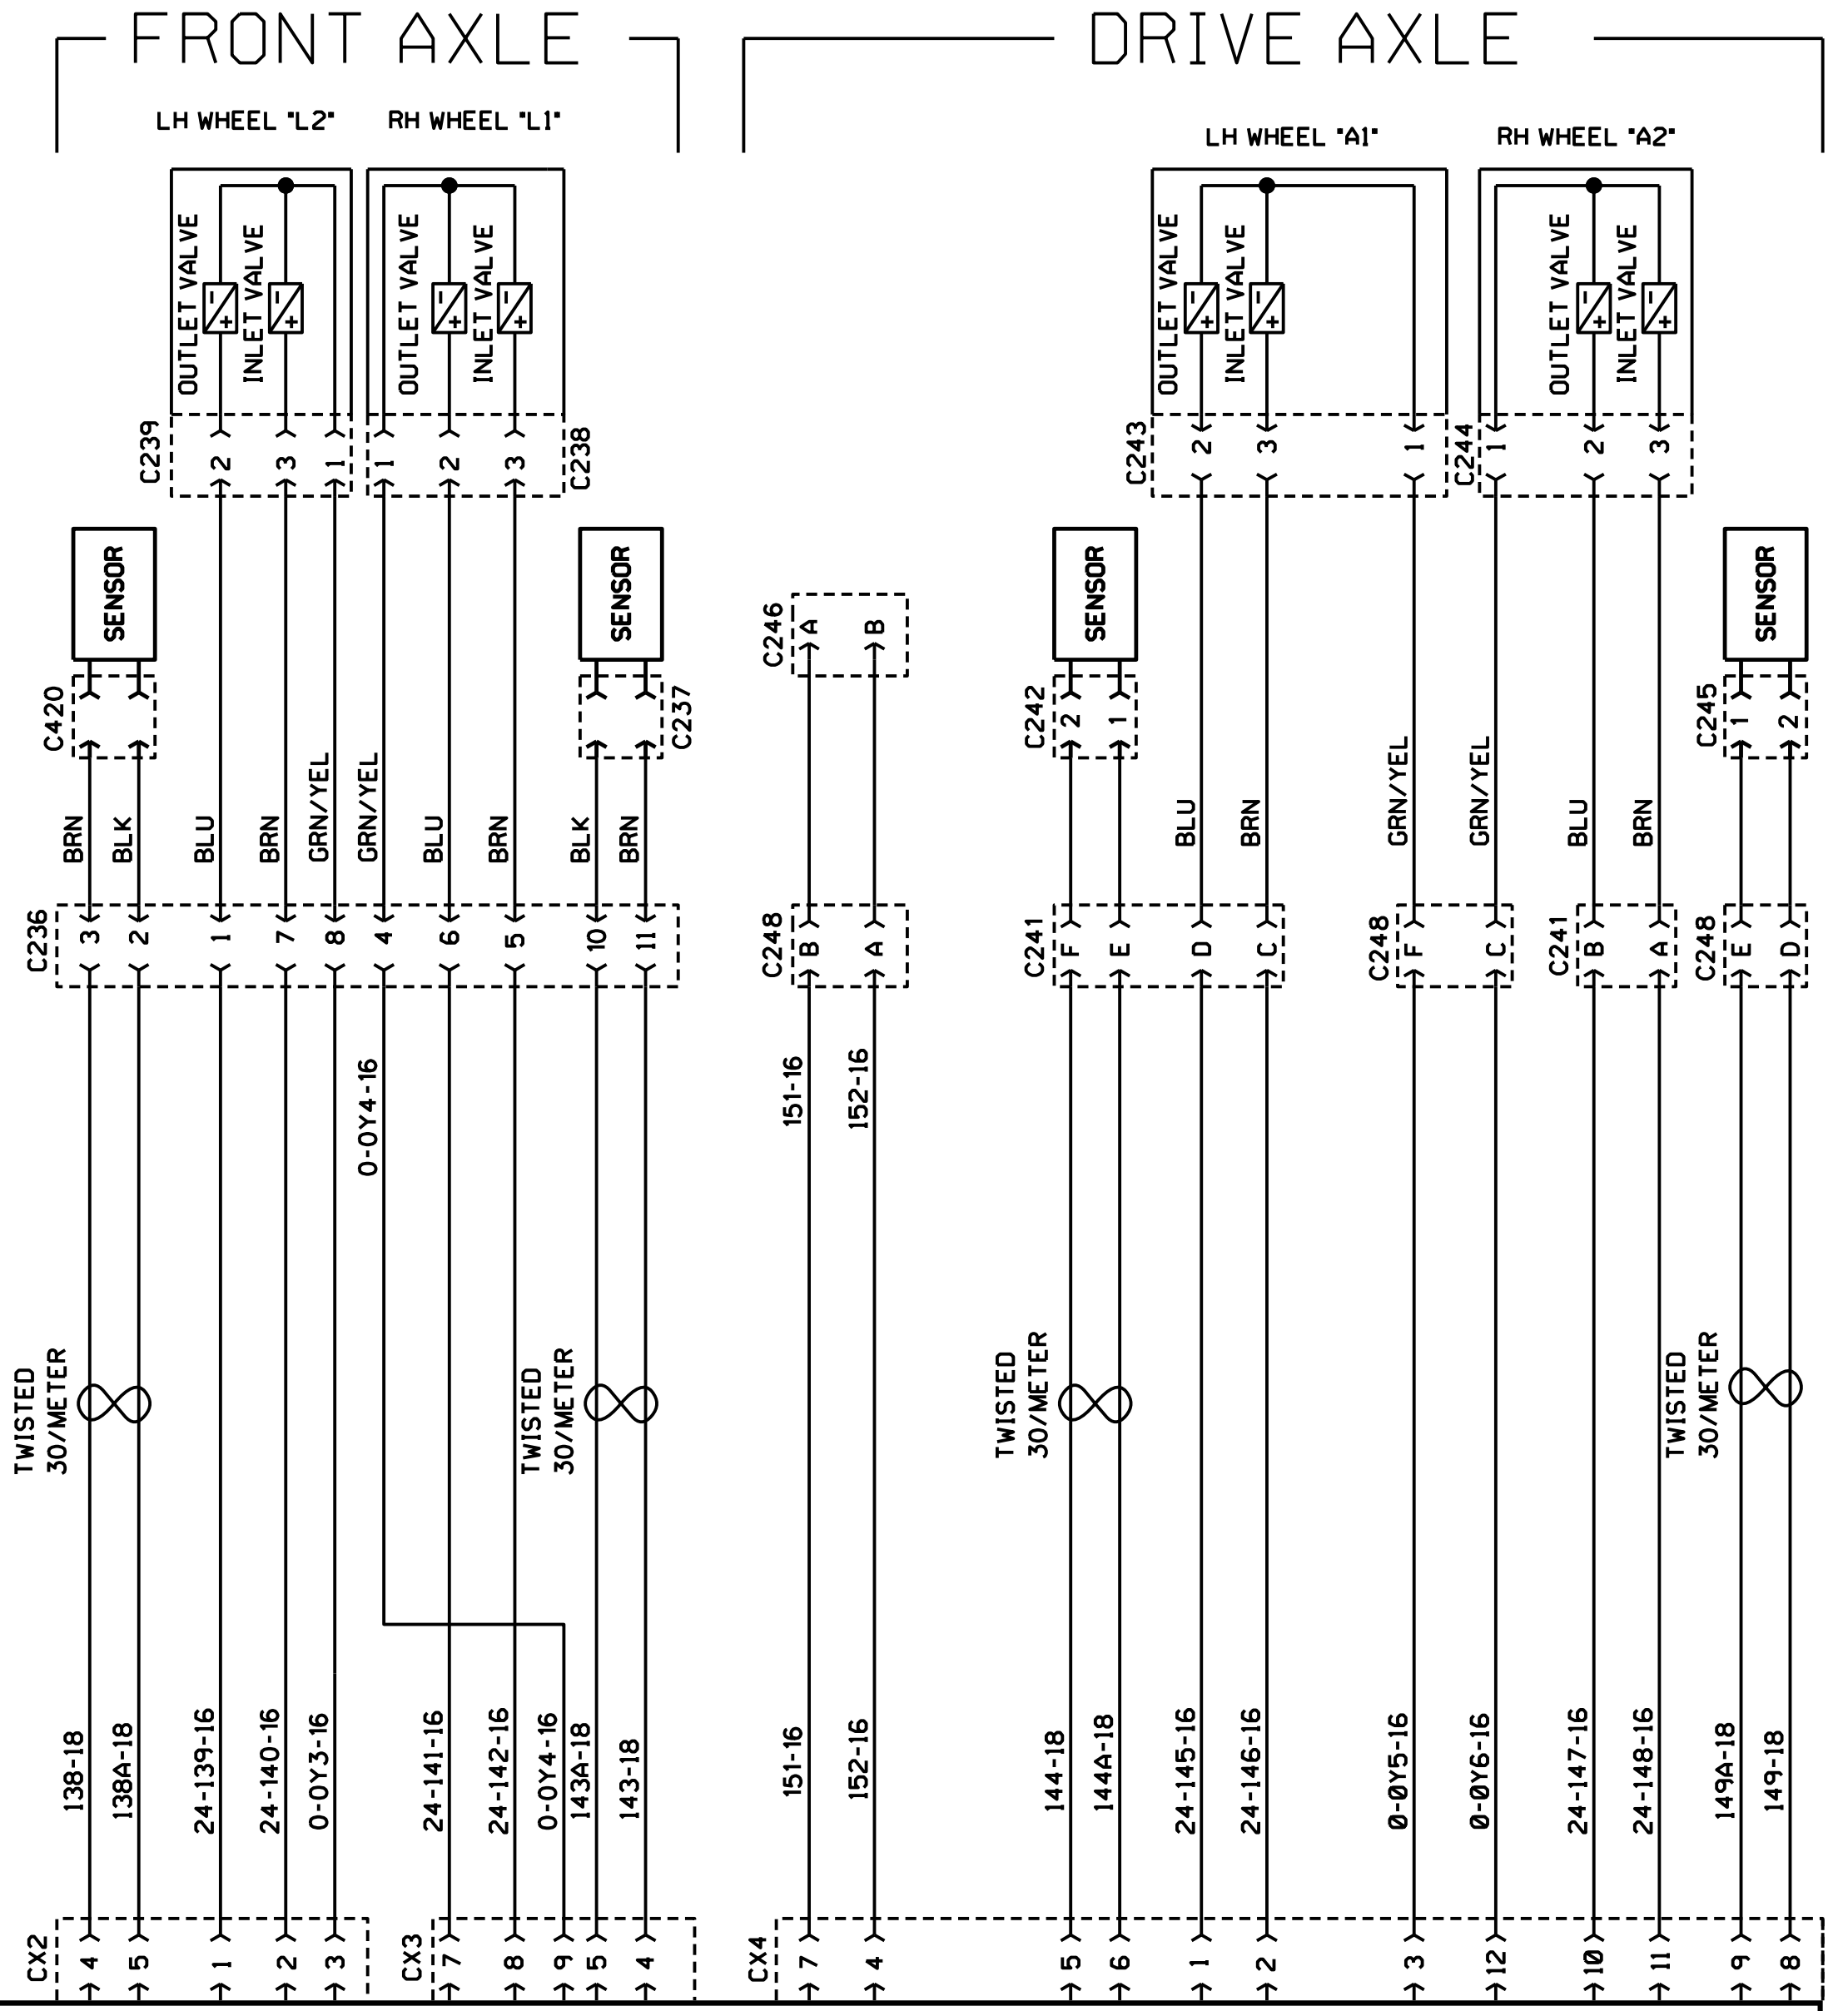 FRONT AXLE
DRIVE AXLE
LH WHEEL "L2"
RH WHEEL "L1"
LH WHEEL "A1"
RH WHEEL "A2"
OUTLET VALVE
INLET VALVE
OUTLET VALVE
INLET VALVE
OUTLET VALVE
INLET VALVE
OUTLET VALVE
INLET VALVE
- + - + - + - + - + - + - + - +
C239
2 3 1
1 2 3
C238
C243
2 3 1
C244
1 2 3
SENSOR
SENSOR
SENSOR
SENSOR
C246
A B
C420
C237
C242
2 1
C245
1 2
BRN
BLK
BLU
BRN
GRN/YEL
GRN/YEL
BLU
BRN
BLK
BRN
BLU
BRN
GRN/YEL
GRN/YEL
BLU
BRN
C236
3 2 1 7 8 4 6 5 10 11
C248
B A
C241
F E D C
C248
F C
C241
B A
C248
E D
0-0Y4-16
151-16
152-16
TWISTED
30/METER
TWISTED
30/METER
TWISTED
30/METER
TWISTED
30/METER
138-18
138A-18
24-139-16
24-140-16
0-0Y3-16
24-141-16
24-142-16
0-0Y4-16
143A-18
143-18
151-16
152-16
144-18
144A-18
24-145-16
24-146-16
0-0Y5-16
0-0Y6-16
24-147-16
24-148-16
149A-18
149-18
CX2
4 5 1 2 3
CX3
7 8 9 5 4
CX4
7 4 5 6 1 2 3 12 10 11 9 8